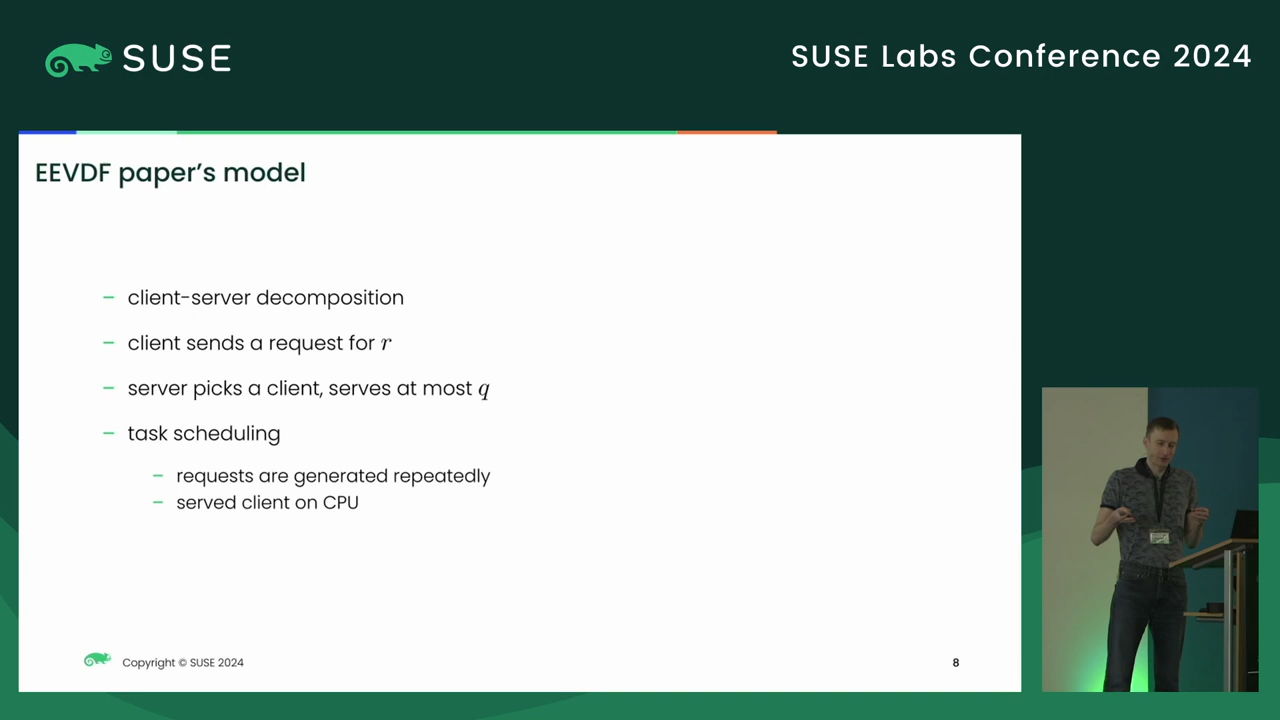 SUSE
SUSE Labs Conference 2024
EEVDF paper's model
– client-server decomposition
– client sends a request for r
– server picks a client, serves at most q
– task scheduling
– requests are generated repeatedly
– served client on CPU
Copyright © SUSE 2024
8